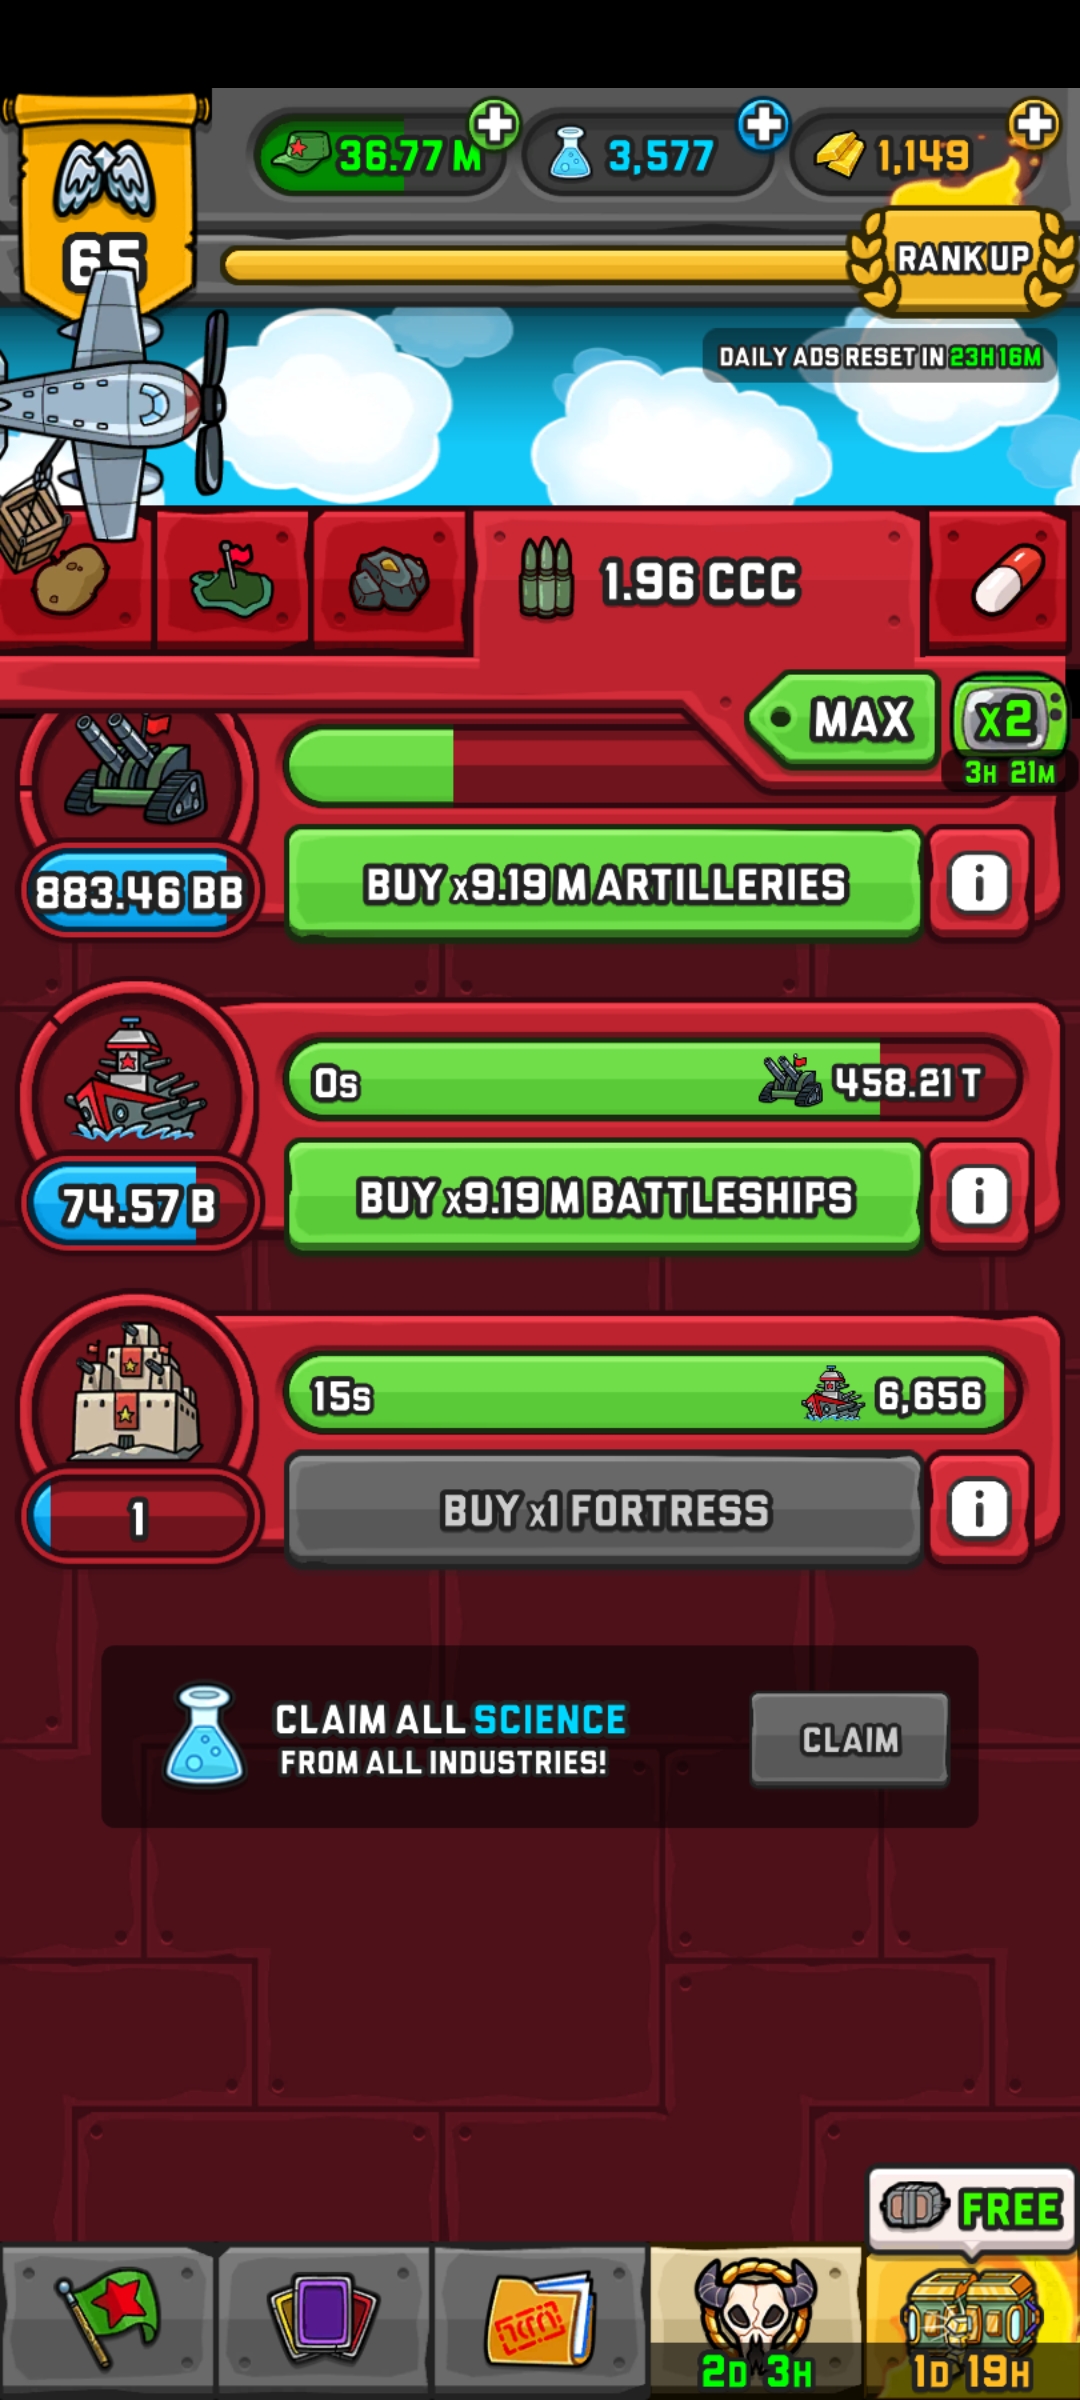 36.77 M
3,577
1,149
65
RANK UP
DAILY ADS RESET IN 23H 16M
1.96 CCC
MAX
x2
3H 21M
883.46 BB
BUY x9.19 M ARTILLERIES
i
0s
458.21 T
74.57 B
BUY x9.19 M BATTLESHIPS
i
15s
6,656
1
BUY x1 FORTRESS
i
CLAIM ALL SCIENCE
FROM ALL INDUSTRIES!
CLAIM
FREE
2D 3H
1D 19H